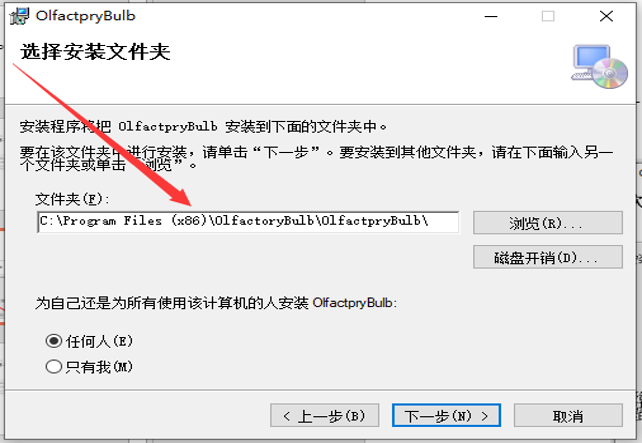 OlfactpryBulb
选择安装文件夹
安装程序将把 OlfactpryBulb 安装到下面的文件夹中。
要在该文件夹中进行安装，请单击“下一步”。要安装到其他文件夹，请在下面输入另一
个文件夹或单击“浏览”。
文件夹(F):
C:\Program Files (x86)\OlfactoryBulb\OlfactpryBulb\
浏览(R)...
磁盘开销(D)...
为自己还是为所有使用该计算机的人安装 OlfactpryBulb:
任何人(E)
只有我(M)
< 上一步(B)
下一步(N) >
取消